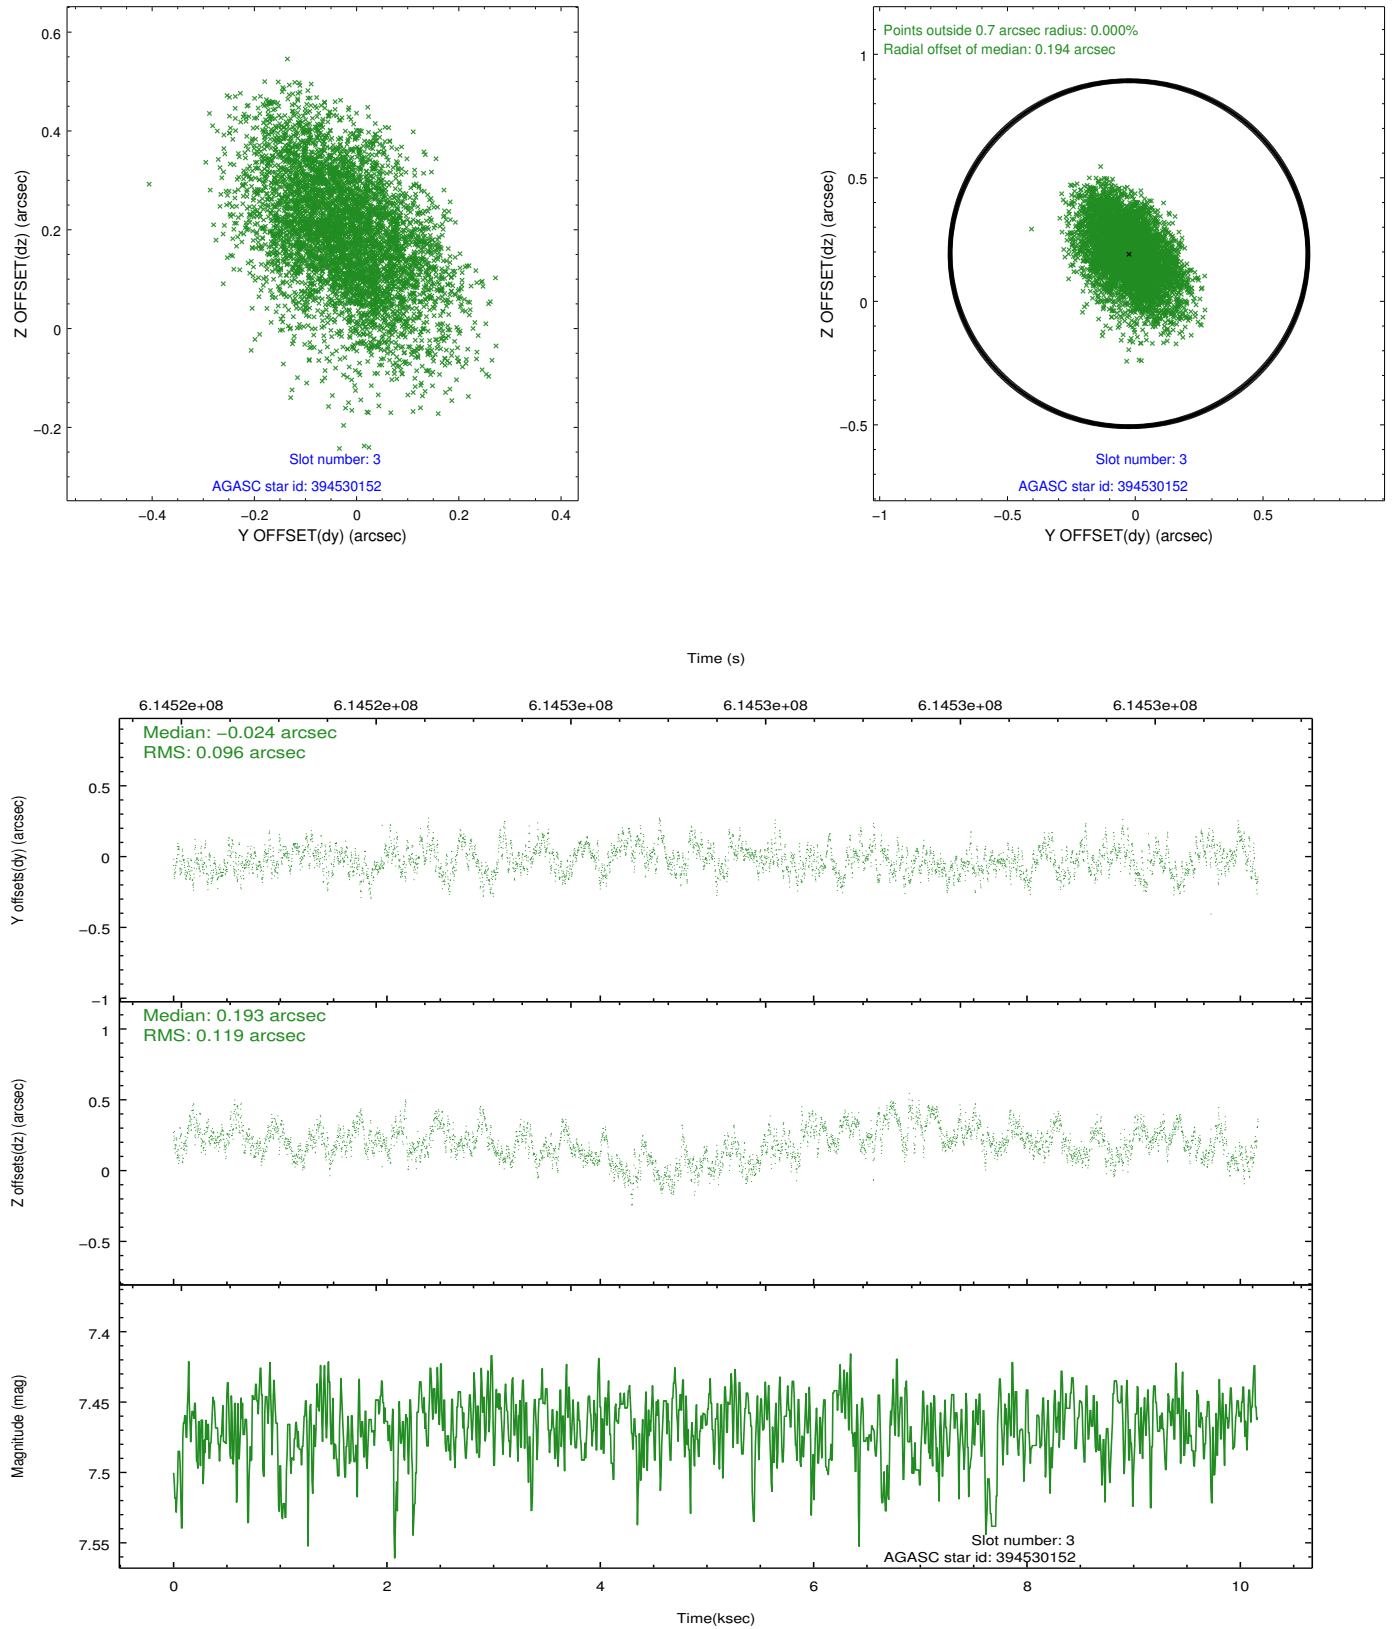 0.6
0.4
0.2
0
−0.2
Z OFFSET(dz) (arcsec)
Slot number: 3
AGASC star id: 394530152
−0.4
−0.2
0
0.2
0.4
Y OFFSET(dy) (arcsec)
Points outside 0.7 arcsec radius: 0.000%
Radial offset of median: 0.194 arcsec
1
0.5
0
−0.5
Z OFFSET(dz) (arcsec)
Slot number: 3
AGASC star id: 394530152
−1
−0.5
0
0.5
Y OFFSET(dy) (arcsec)
Time (s)
6.1452e+08
6.1452e+08
6.1453e+08
6.1453e+08
6.1453e+08
6.1453e+08
Median: −0.024 arcsec
RMS: 0.096 arcsec
0.5
0
−0.5
−1
Y offsets(dy) (arcsec)
Median: 0.193 arcsec
RMS: 0.119 arcsec
1
0.5
0
−0.5
Z offsets(dz) (arcsec)
7.4
7.45
7.5
7.55
Magnitude (mag)
Slot number: 3
AGASC star id: 394530152
0
2
4
6
8
10
Time(ksec)